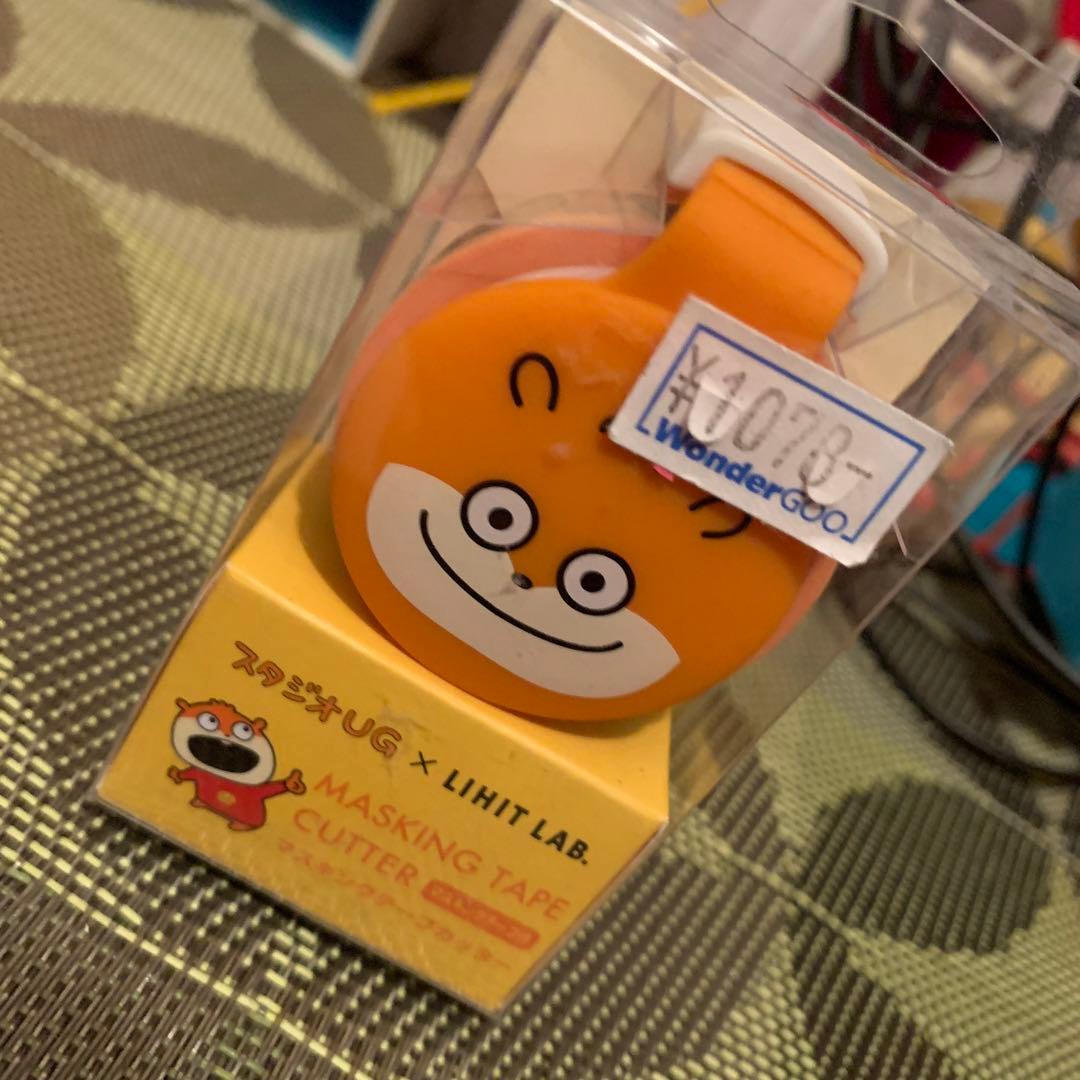 ¥1078-
WonderGOO
スタジオUG × LIHIT LAB.
MASKING TAPE
CUTTER
マスキングテープカッター